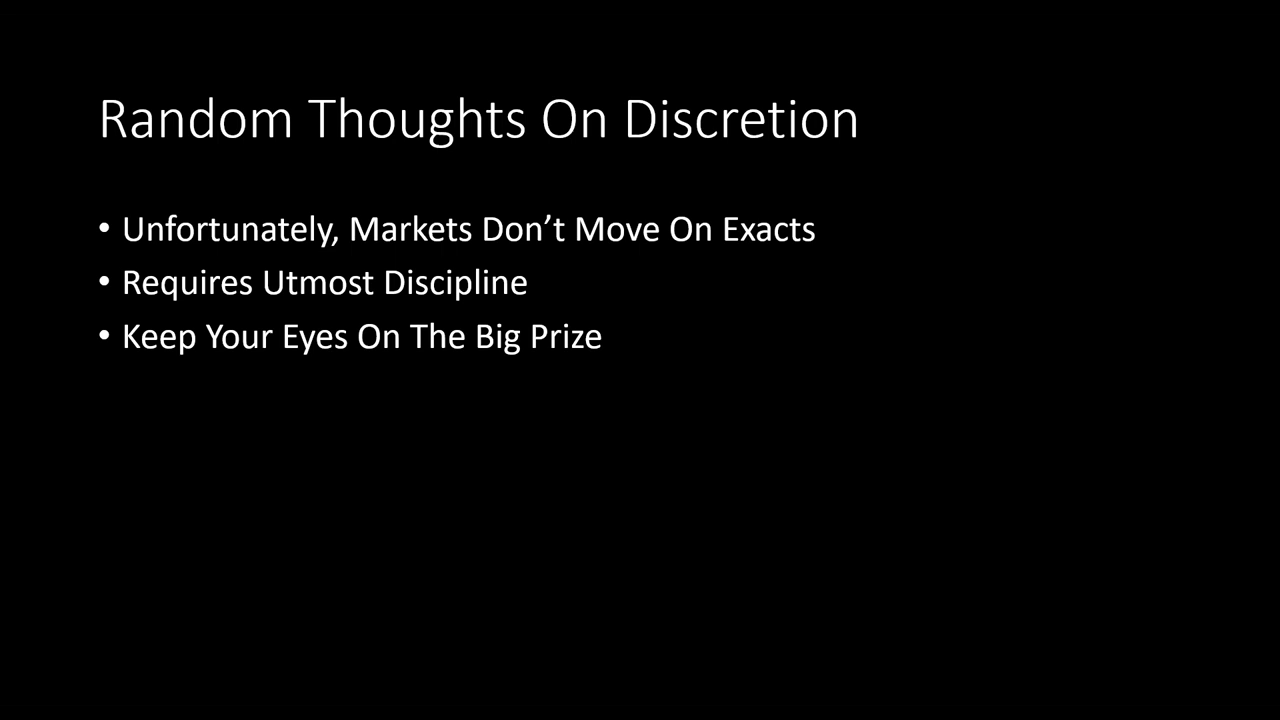 Random Thoughts On Discretion
• Unfortunately, Markets Don’t Move On Exacts
• Requires Utmost Discipline
• Keep Your Eyes On The Big Prize